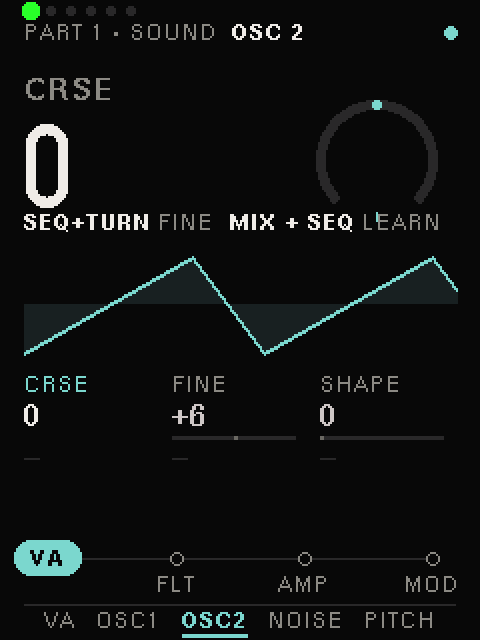 PART 1 · SOUND OSC 2
CRSE
0
SEQ+TURN FINE MIX + SEQ LEARN
CRSE FINE SHAPE
0 +6 0
VA
FLT AMP MOD
VA OSC1 OSC2 NOISE PITCH